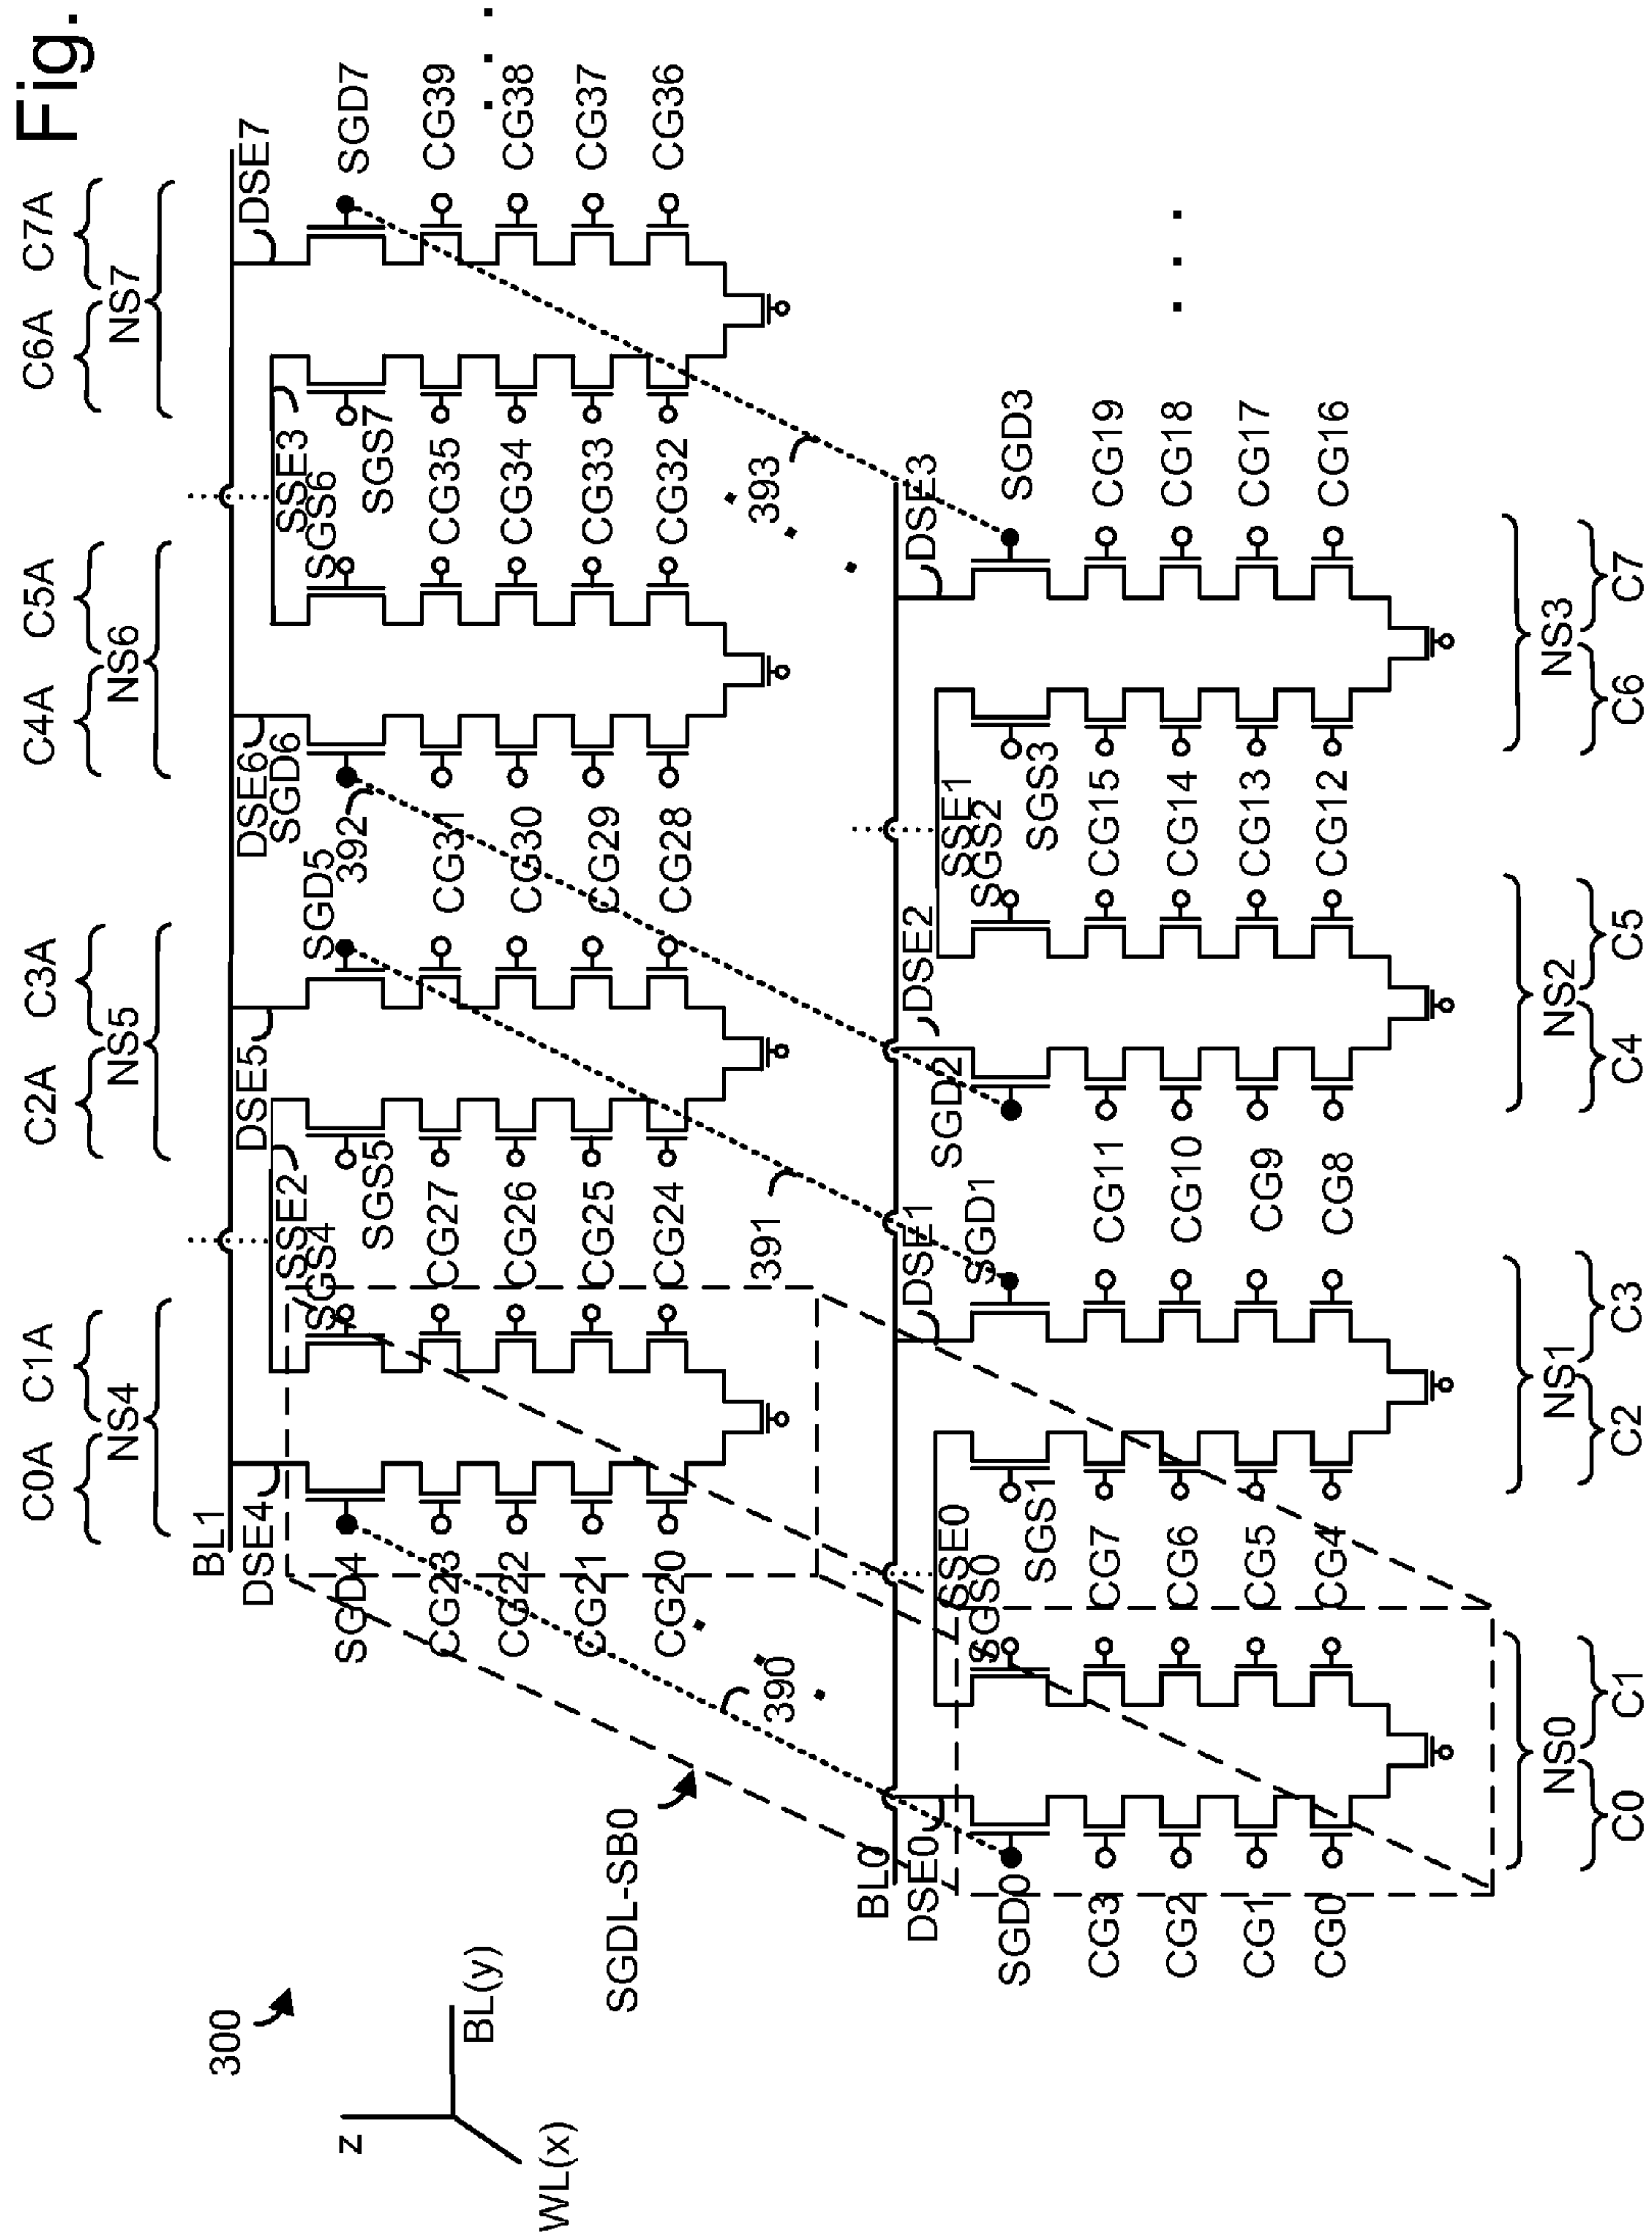 Fig.
300
z
BL(y)
WL(x)
SGDL-SB0
C0A C1A C2A C3A C4A C5A C6A C7A
NS4 NS5 NS6 NS7
BL1
DSE4 DSE5 DSE6 DSE7
SSE2 SSE3
SGD4 SGS4 SGS5 SGD5 SGD6 SGS6 SGS7 SGD7
CG23 CG27 CG31 CG35 CG39
CG22 CG26 CG30 CG34 CG38
CG21 CG25 CG29 CG33 CG37
CG20 CG24 CG28 CG32 CG36
390 391 392 393
BL0
DSE0 DSE1 DSE2 DSE3
SSE0 SSE1
SGD0 SGS0 SGS1 SGD1 SGD2 SGS2 SGS3 SGD3
CG3 CG7 CG11 CG15 CG19
CG2 CG6 CG10 CG14 CG18
CG1 CG5 CG9 CG13 CG17
CG0 CG4 CG8 CG12 CG16
NS0 NS1 NS2 NS3
C0 C1 C2 C3 C4 C5 C6 C7